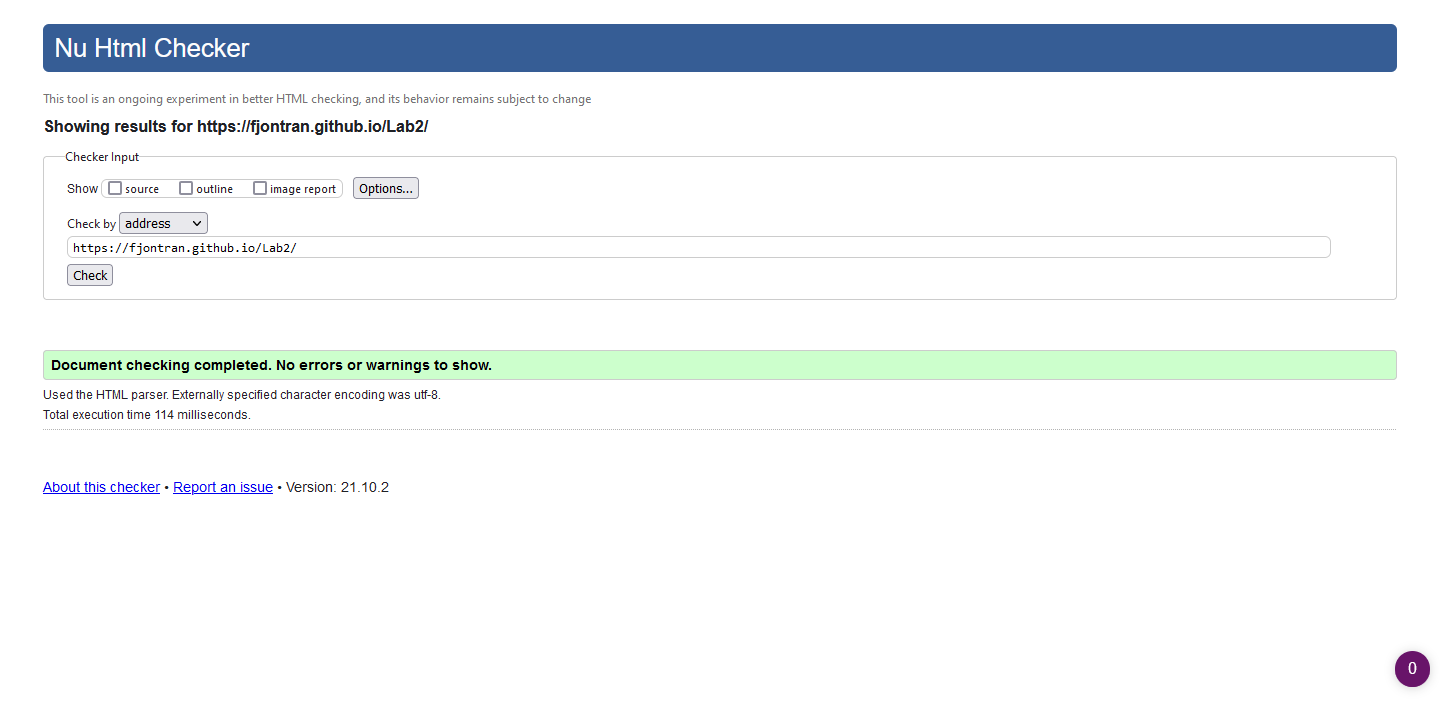 Nu Html Checker
This tool is an ongoing experiment in better HTML checking, and its behavior remains subject to change
Showing results for https://fjontran.github.io/Lab2/
Checker Input
Show source outline image report Options...
Check by address
https://fjontran.github.io/Lab2/
Check
Document checking completed. No errors or warnings to show.
Used the HTML parser. Externally specified character encoding was utf-8.
Total execution time 114 milliseconds.
About this checker • Report an issue • Version: 21.10.2
0